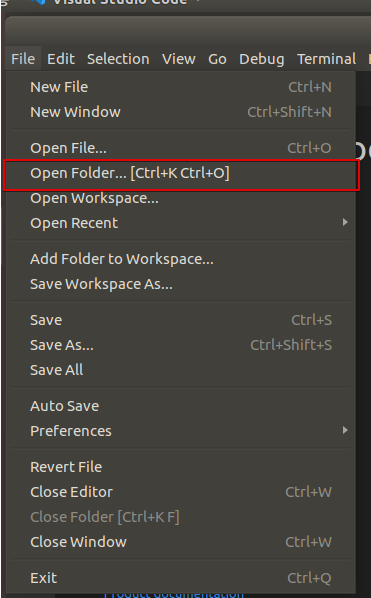 Visual Studio Code
File Edit Selection View Go Debug Terminal
New File Ctrl+N
New Window Ctrl+Shift+N
Open File... Ctrl+O
Open Folder... [Ctrl+K Ctrl+O]
Open Workspace...
Open Recent
Add Folder to Workspace...
Save Workspace As...
Save Ctrl+S
Save As... Ctrl+Shift+S
Save All
Auto Save
Preferences
Revert File
Close Editor Ctrl+W
Close Folder [Ctrl+K F]
Close Window Ctrl+W
Exit Ctrl+Q
Product documentation